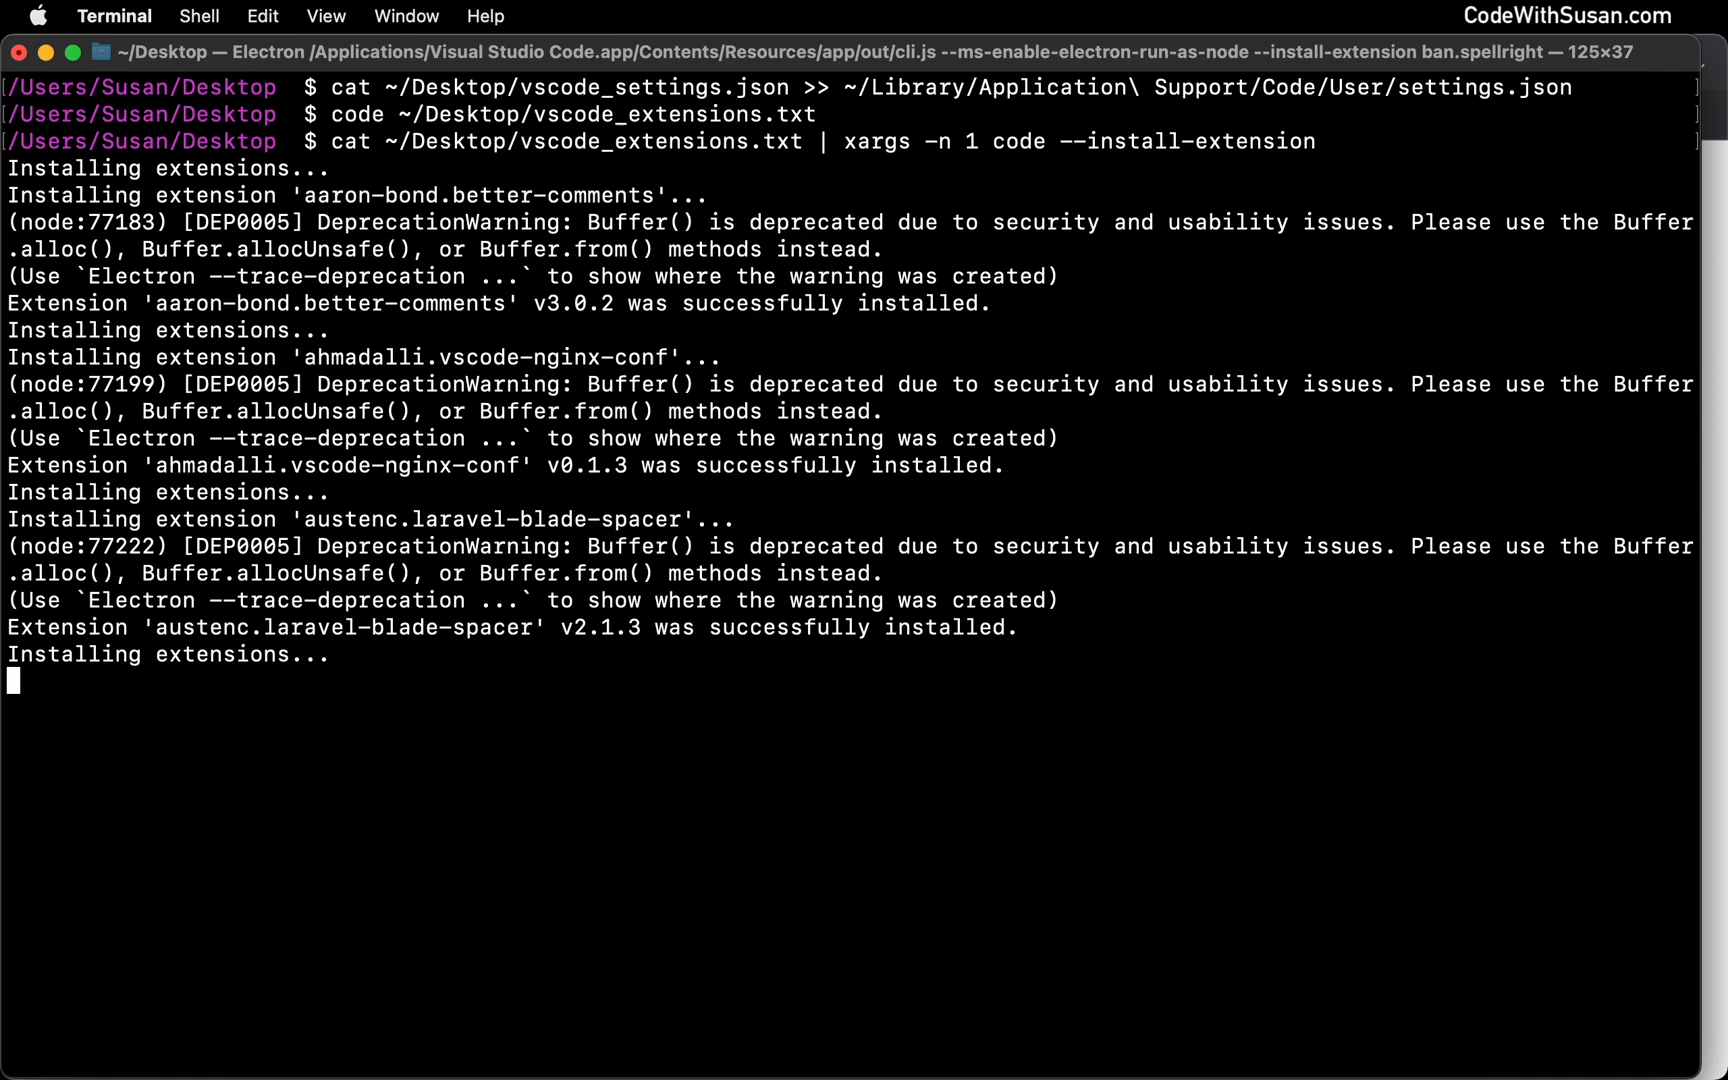 Terminal Shell Edit View Window Help CodeWithSusan.com
~/Desktop — Electron /Applications/Visual Studio Code.app/Contents/Resources/app/out/cli.js --ms-enable-electron-run-as-node --install-extension ban.spellright — 125×37
[/Users/Susan/Desktop $ cat ~/Desktop/vscode_settings.json >> ~/Library/Application\ Support/Code/User/settings.json ]
[/Users/Susan/Desktop $ code ~/Desktop/vscode_extensions.txt ]
[/Users/Susan/Desktop $ cat ~/Desktop/vscode_extensions.txt | xargs -n 1 code --install-extension ]
Installing extensions...
Installing extension 'aaron-bond.better-comments'...
(node:77183) [DEP0005] DeprecationWarning: Buffer() is deprecated due to security and usability issues. Please use the Buffer
.alloc(), Buffer.allocUnsafe(), or Buffer.from() methods instead.
(Use `Electron --trace-deprecation ...` to show where the warning was created)
Extension 'aaron-bond.better-comments' v3.0.2 was successfully installed.
Installing extensions...
Installing extension 'ahmadalli.vscode-nginx-conf'...
(node:77199) [DEP0005] DeprecationWarning: Buffer() is deprecated due to security and usability issues. Please use the Buffer
.alloc(), Buffer.allocUnsafe(), or Buffer.from() methods instead.
(Use `Electron --trace-deprecation ...` to show where the warning was created)
Extension 'ahmadalli.vscode-nginx-conf' v0.1.3 was successfully installed.
Installing extensions...
Installing extension 'austenc.laravel-blade-spacer'...
(node:77222) [DEP0005] DeprecationWarning: Buffer() is deprecated due to security and usability issues. Please use the Buffer
.alloc(), Buffer.allocUnsafe(), or Buffer.from() methods instead.
(Use `Electron --trace-deprecation ...` to show where the warning was created)
Extension 'austenc.laravel-blade-spacer' v2.1.3 was successfully installed.
Installing extensions...